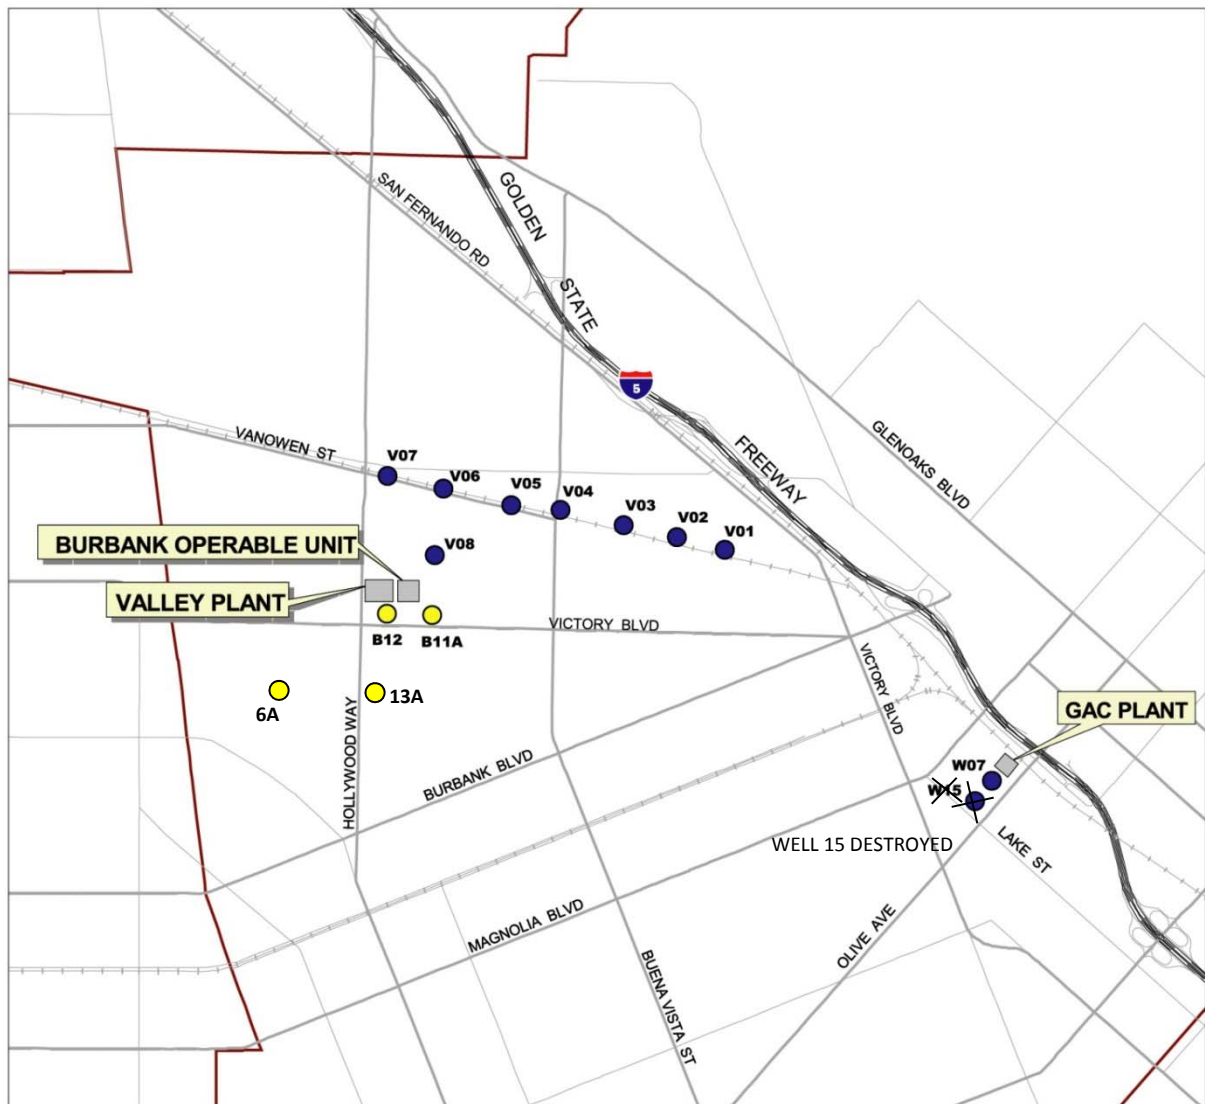 GOLDEN
SAN FERNANDO RD
STATE
5
GLENOAKS BLVD
VANOWEN ST
FREEWAY
V07
V06
V05
V04
V03
V02
V01
BURBANK OPERABLE UNIT
V08
VALLEY PLANT
B12
B11A
VICTORY BLVD
VICTORY BLVD
6A
13A
HOLLYWOOD WAY
GAC PLANT
BURBANK BLVD
W07
W15
WELL 15 DESTROYED
LAKE ST
MAGNOLIA BLVD
OLIVE AVE
BUENA VISTA ST